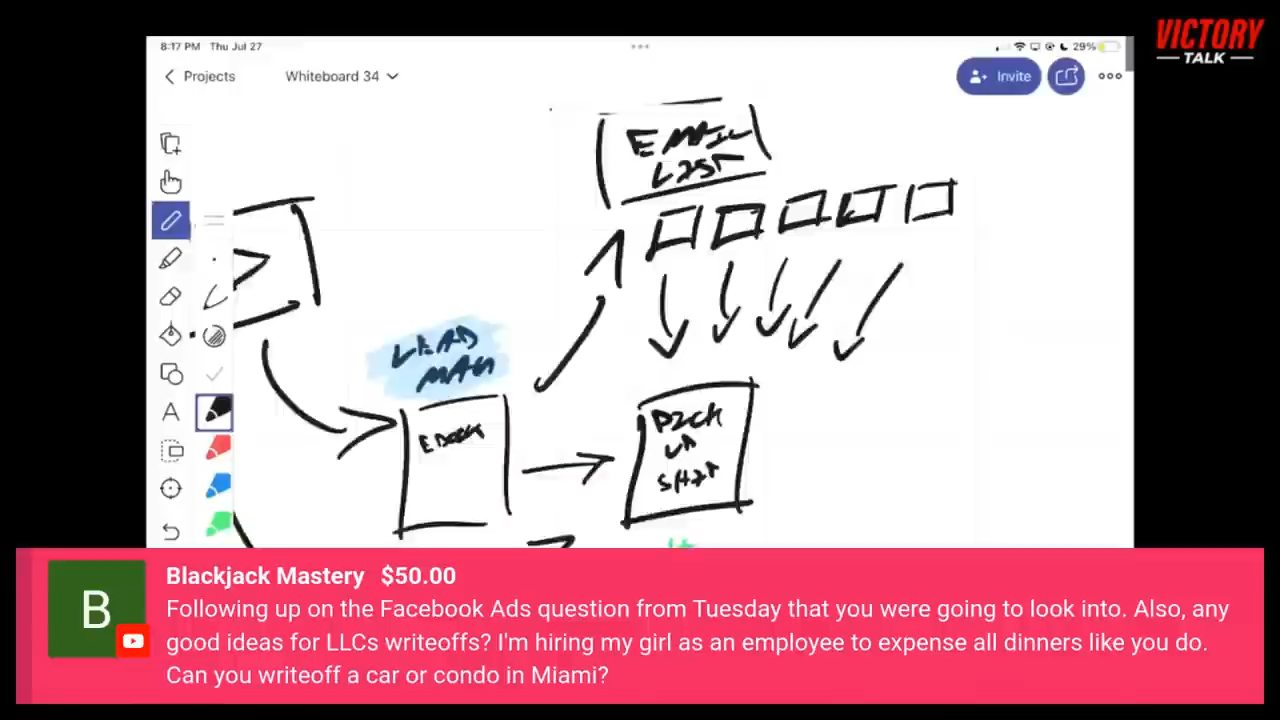 VICTORY
TALK
8:17 PM Thu Jul 27
29%
Projects
Whiteboard 34
Invite
EMAIL
LIST
LEAD
MAG
EBOOK
PICK
UP
SHIT
A
B
Blackjack Mastery $50.00
Following up on the Facebook Ads question from Tuesday that you were going to look into. Also, any
good ideas for LLCs writeoffs? I'm hiring my girl as an employee to expense all dinners like you do.
Can you writeoff a car or condo in Miami?